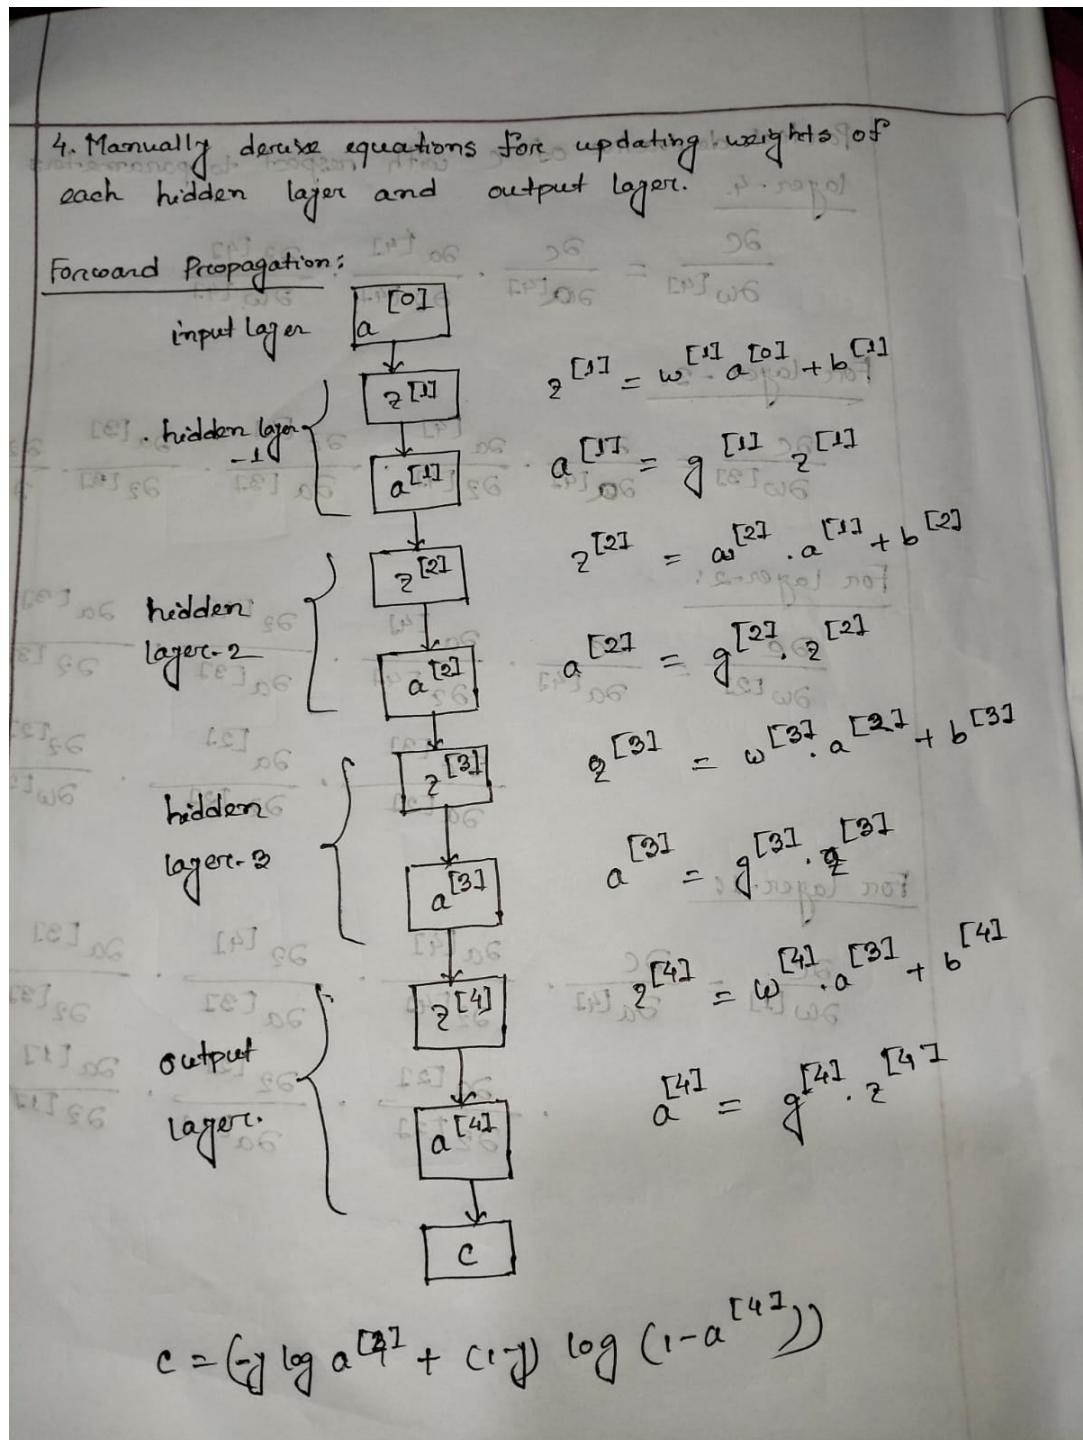 4. Manually derive equations for updating weights of
each hidden layer and output layer.
Forward Propagation:
input layer
a[0]
z[1]
z[1] = w[1] a[0] + b[1]
hidden layer
-1
a[1]
a[1] = g[1] z[1]
z[2]
z[2] = w[2] . a[1] + b[2]
hidden
layer-2
a[2]
a[2] = g[2] . z[2]
z[3]
z[3] = w[3] . a[2] + b[3]
hidden
layer-3
a[3]
a[3] = g[3] . z[3]
z[4]
z[4] = w[4] . a[3] + b[4]
output
layer.
a[4]
a[4] = g[4] . z[4]
c
c = (-y log a[4] + (1-y) log (1-a[4]))